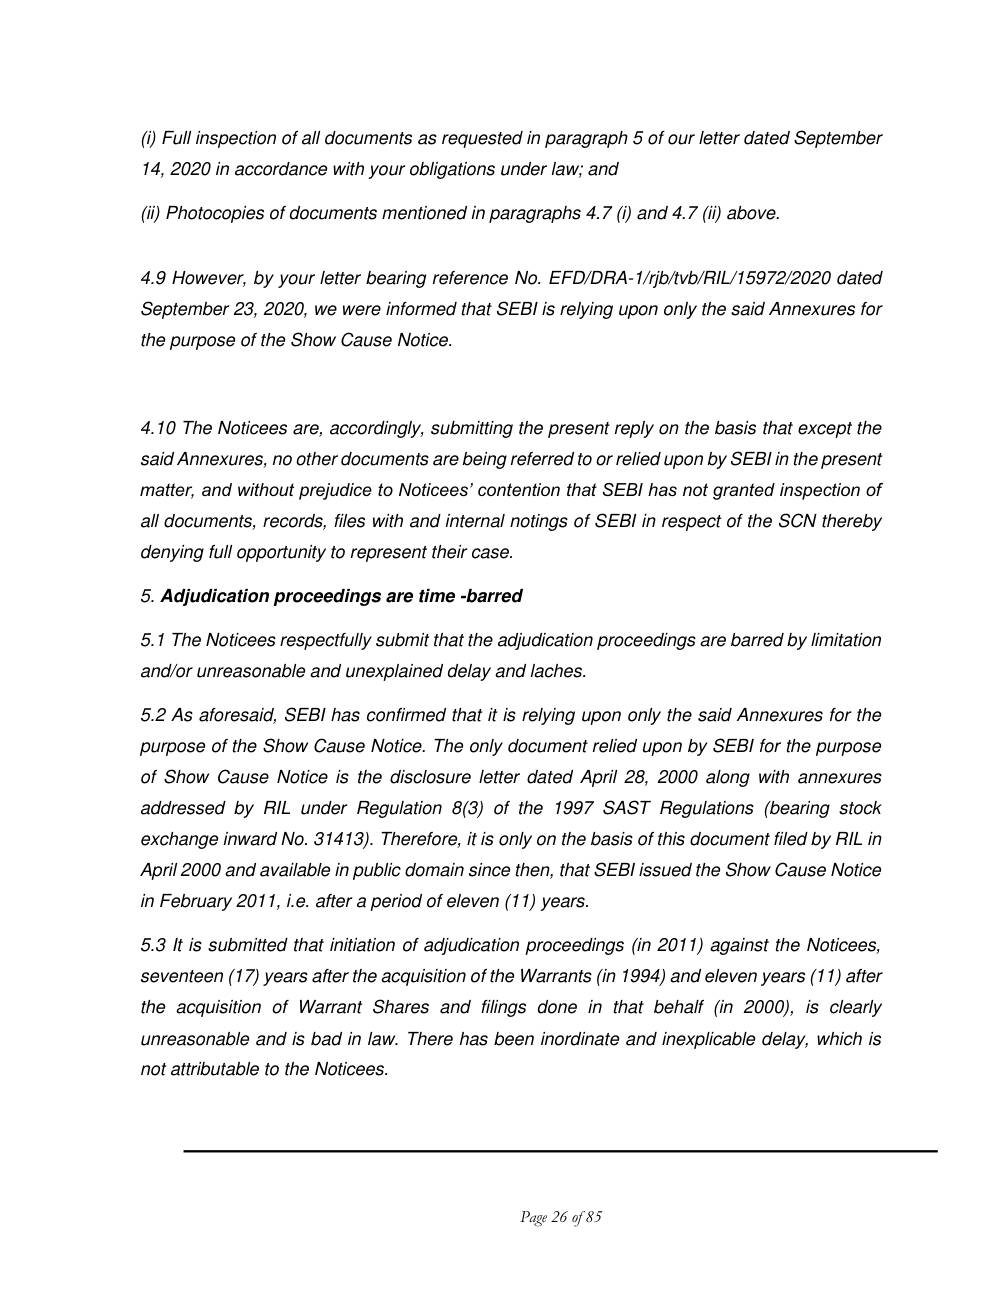 (i) Full inspection of all documents as requested in paragraph 5 of our letter dated September
14, 2020 in accordance with your obligations under law; and
(ii) Photocopies of documents mentioned in paragraphs 4.7 (i) and 4.7 (ii) above.
4.9 However, by your letter bearing reference No. EFD/DRA-1/rjb/tvb/RIL/15972/2020 dated
September 23, 2020, we were informed that SEBI is relying upon only the said Annexures for
the purpose of the Show Cause Notice.
4.10 The Noticees are, accordingly, submitting the present reply on the basis that except the
said Annexures, no other documents are being referred to or relied upon by SEBI in the present
matter, and without prejudice to Noticees’ contention that SEBI has not granted inspection of
all documents, records, files with and internal notings of SEBI in respect of the SCN thereby
denying full opportunity to represent their case.
5. Adjudication proceedings are time -barred
5.1 The Noticees respectfully submit that the adjudication proceedings are barred by limitation
and/or unreasonable and unexplained delay and laches.
5.2 As aforesaid, SEBI has confirmed that it is relying upon only the said Annexures for the
purpose of the Show Cause Notice. The only document relied upon by SEBI for the purpose
of Show Cause Notice is the disclosure letter dated April 28, 2000 along with annexures
addressed by RIL under Regulation 8(3) of the 1997 SAST Regulations (bearing stock
exchange inward No. 31413). Therefore, it is only on the basis of this document filed by RIL in
April 2000 and available in public domain since then, that SEBI issued the Show Cause Notice
in February 2011, i.e. after a period of eleven (11) years.
5.3 It is submitted that initiation of adjudication proceedings (in 2011) against the Noticees,
seventeen (17) years after the acquisition of the Warrants (in 1994) and eleven years (11) after
the acquisition of Warrant Shares and filings done in that behalf (in 2000), is clearly
unreasonable and is bad in law. There has been inordinate and inexplicable delay, which is
not attributable to the Noticees.
Page 26 of 85